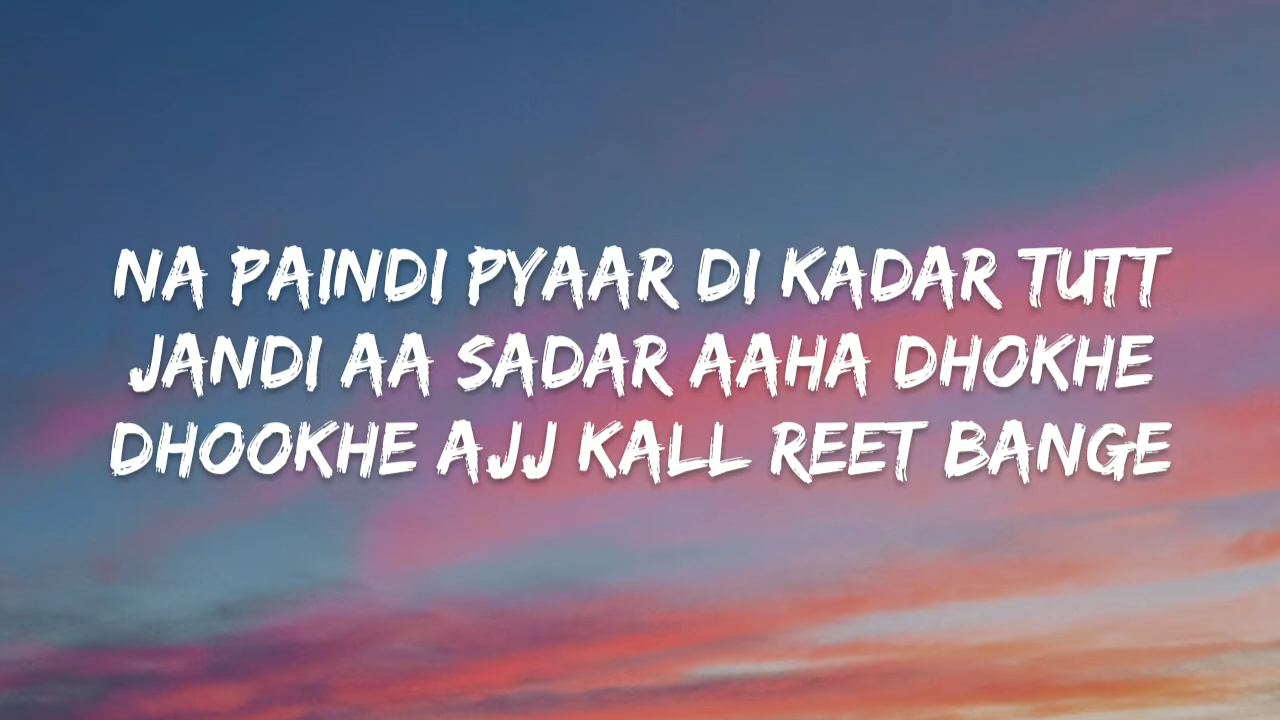 NA PAINDI PYAAR DI KADAR TUTT
JANDI AA SADAR AAHA DHOKHE
DHOOKHE AJJ KALL REET BANGE